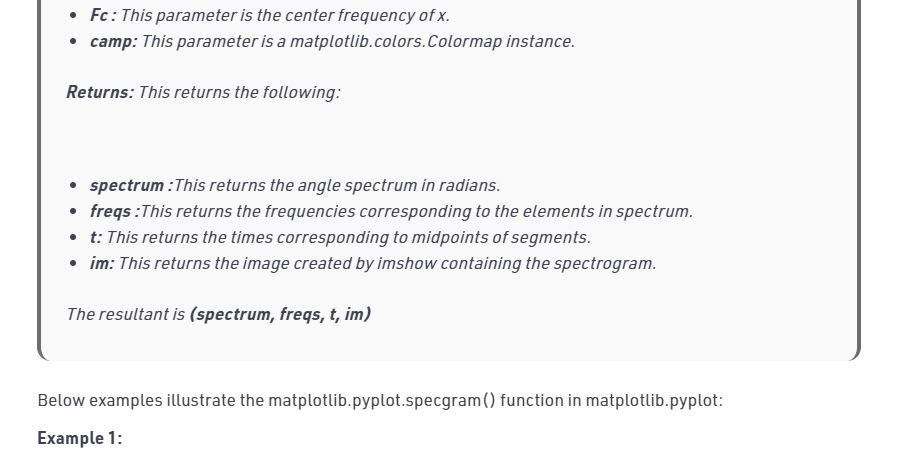 • Fc : This parameter is the center frequency of x.
• camp: This parameter is a matplotlib.colors.Colormap instance.
Returns: This returns the following:
• spectrum :This returns the angle spectrum in radians.
• freqs :This returns the frequencies corresponding to the elements in spectrum.
• t: This returns the times corresponding to midpoints of segments.
• im: This returns the image created by imshow containing the spectrogram.
The resultant is (spectrum, freqs, t, im)
Below examples illustrate the matplotlib.pyplot.specgram() function in matplotlib.pyplot:
Example 1: